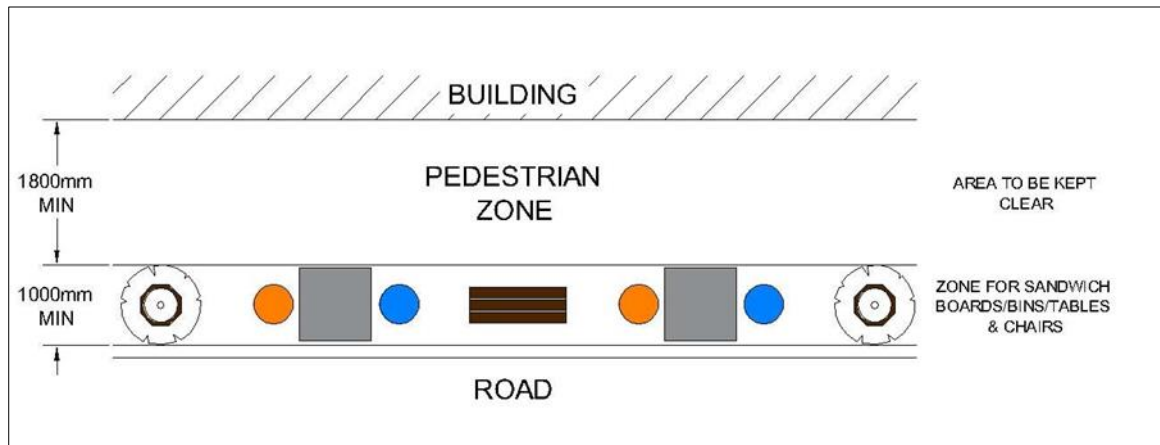 BUILDING
1800mm
MIN
PEDESTRIAN
ZONE
AREA TO BE KEPT
CLEAR
1000mm
MIN
ZONE FOR SANDWICH
BOARDS/BINS/TABLES
& CHAIRS
ROAD